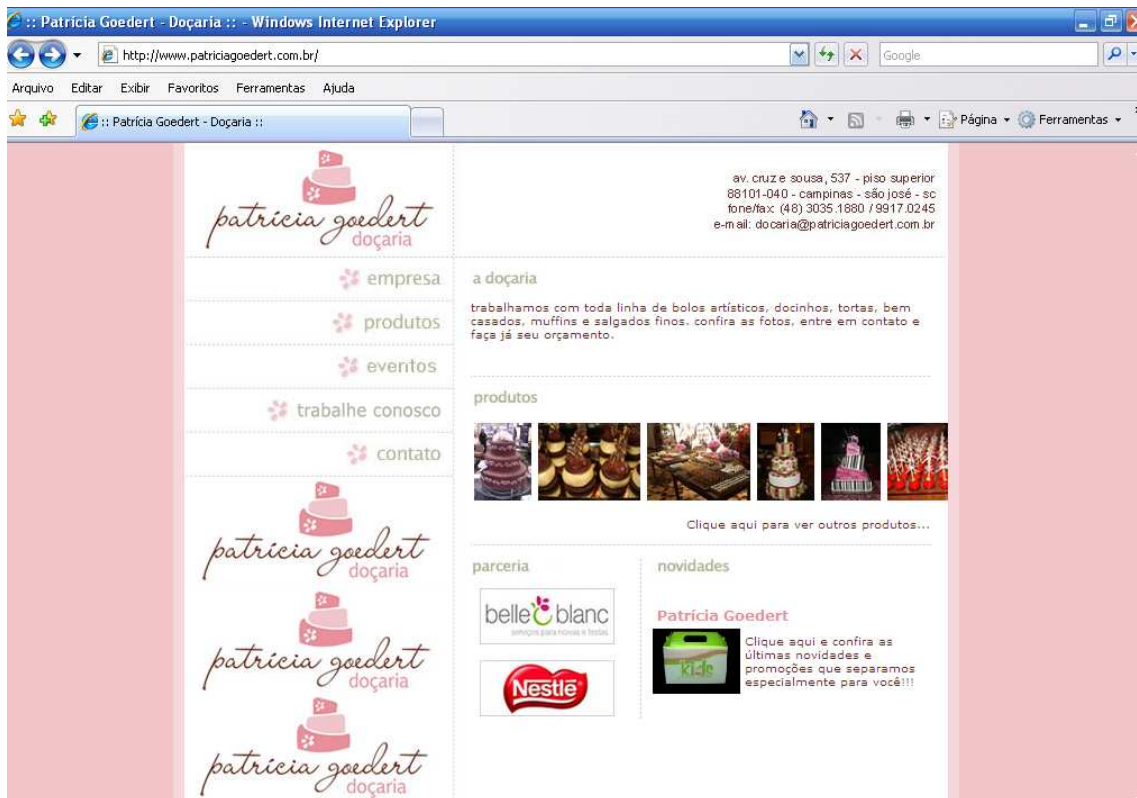 :: Patrícia Goedert - Doçaria :: - Windows Internet Explorer
http://www.patriciagoedert.com.br/
Google
Arquivo Editar Exibir Favoritos Ferramentas Ajuda
:: Patrícia Goedert - Doçaria ::
Página Ferramentas
patrícia goedert
doçaria
av. cruz e sousa, 537 - piso superior
88101-040 - campinas - são josé - sc
fone/fax: (48) 3035.1880 / 9917.0245
e-mail: docaria@patriciagoedert.com.br
empresa
produtos
eventos
trabalhe conosco
contato
patrícia goedert
doçaria
patrícia goedert
doçaria
patrícia goedert
doçaria
a doçaria
trabalhamos com toda linha de bolos artísticos, docinhos, tortas, bem
casados, muffins e salgados finos. confira as fotos, entre em contato e
faça já seu orçamento.
produtos
Clique aqui para ver outros produtos...
parceria
belle blanc
serviços para noivas e festas
Nestlé
novidades
Patrícia Goedert
kids
Clique aqui e confira as
últimas novidades e
promoções que separamos
especialmente para você!!!